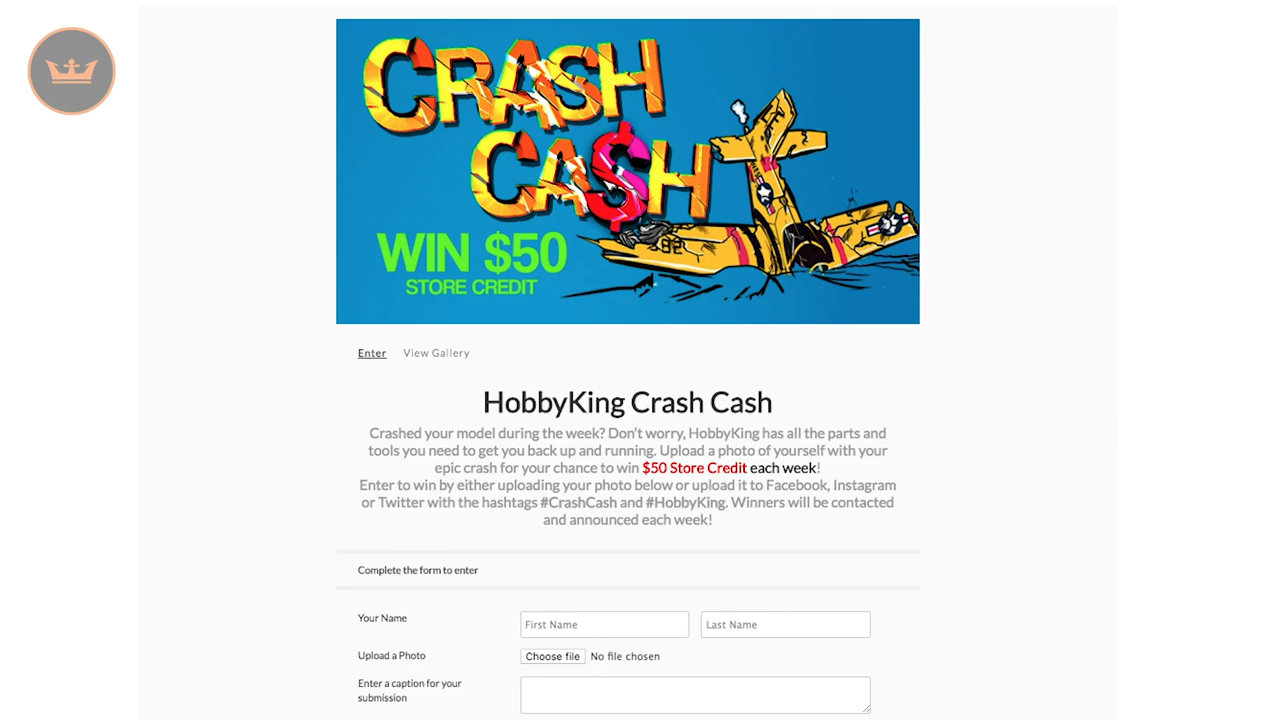 CRASH
CA$H
WIN $50
STORE CREDIT
Enter View Gallery
HobbyKing Crash Cash
Crashed your model during the week? Don't worry, HobbyKing has all the parts and
tools you need to get you back up and running. Upload a photo of yourself with your
epic crash for your chance to win $50 Store Credit each week!
Enter to win by either uploading your photo below or upload it to Facebook, Instagram
or Twitter with the hashtags #CrashCash and #HobbyKing. Winners will be contacted
and announced each week!
Complete the form to enter
Your Name First Name Last Name
Upload a Photo Choose file No file chosen
Enter a caption for your
submission